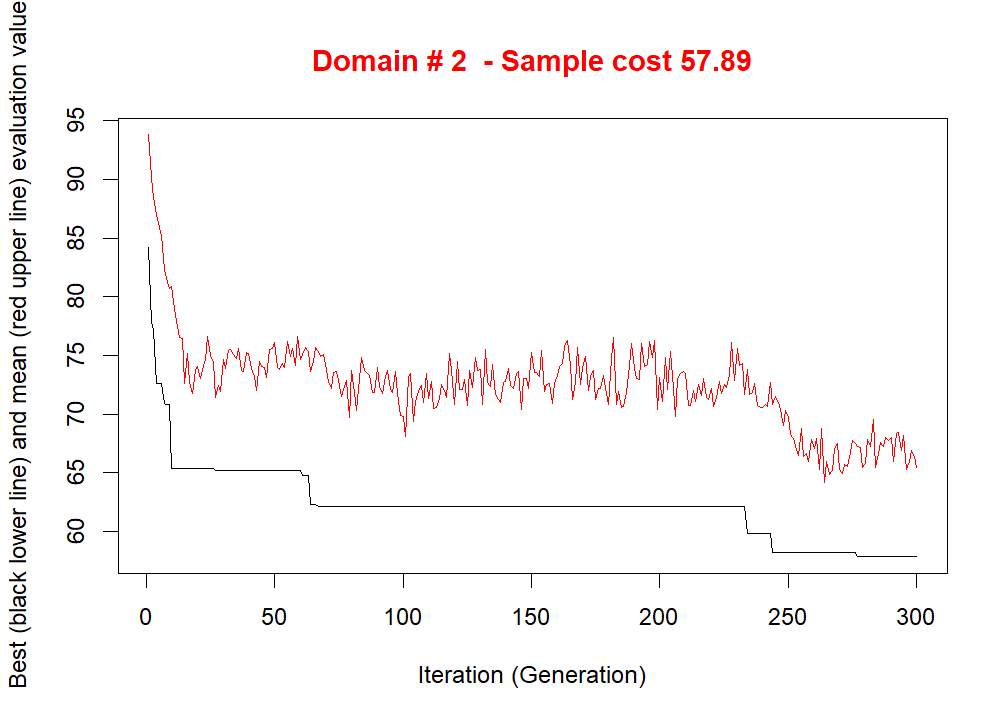 Domain # 2  - Sample cost 57.89
Best (black lower line) and mean (red upper line) evaluation value
95
90
85
80
75
70
65
60
0 50 100 150 200 250 300
Iteration (Generation)